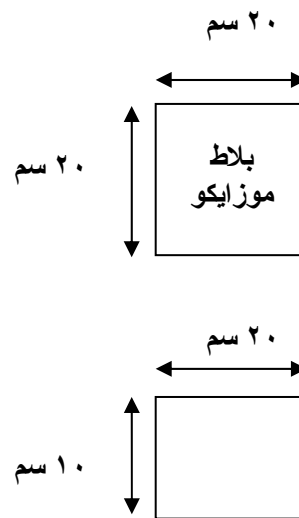 ٢٠ سم
بلاط
موزايكو
٢٠ سم
٢٠ سم
١٠ سم